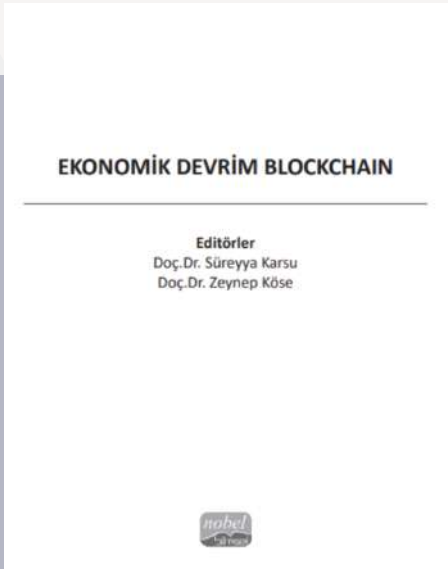 EKONOMİK DEVRİM BLOCKCHAIN
Editörler
Doç.Dr. Süreyya Karsu
Doç.Dr. Zeynep Köse
nobel